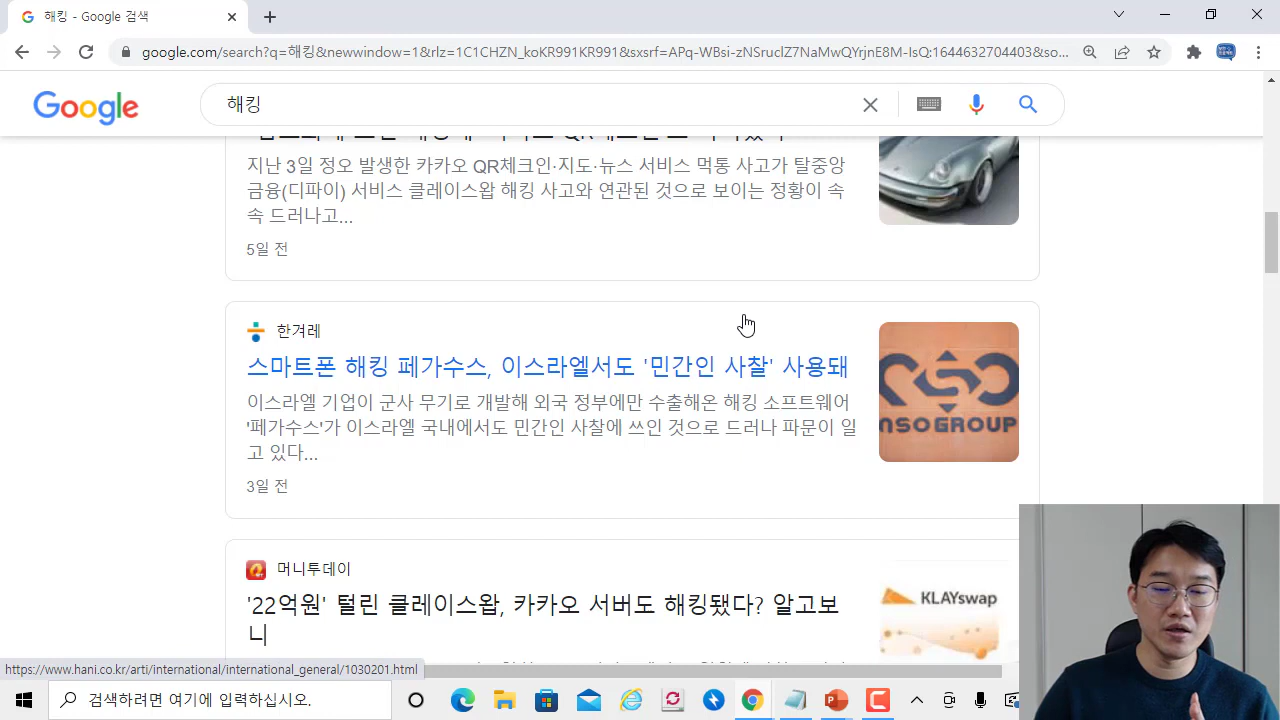 해킹 - Google 검색
google.com/search?q=해킹&newwindow=1&rlz=1C1CHZN_koKR991KR991&sxsrf=APq-WBsi-zNSruclZ7NaMwQYrjnE8M-IsQ:1644632704403&so...
Google
해킹
지난 3일 정오 발생한 카카오 QR체크인·지도·뉴스 서비스 먹통 사고가 탈중앙
금융(디파이) 서비스 클레이스왑 해킹 사고와 연관된 것으로 보이는 정황이 속
속 드러나고...
5일 전
한겨레
스마트폰 해킹 페가수스, 이스라엘서도 '민간인 사찰' 사용돼
이스라엘 기업이 군사 무기로 개발해 외국 정부에만 수출해온 해킹 소프트웨어
'페가수스'가 이스라엘 국내에서도 민간인 사찰에 쓰인 것으로 드러나 파문이 일
고 있다...
3일 전
NSO GROUP
머니투데이
'22억원' 털린 클레이스왑, 카카오 서버도 해킹됐다? 알고보
니
KLAYswap
https://www.hani.co.kr/arti/international/international_general/1030201.html
검색하려면 여기에 입력하십시오.